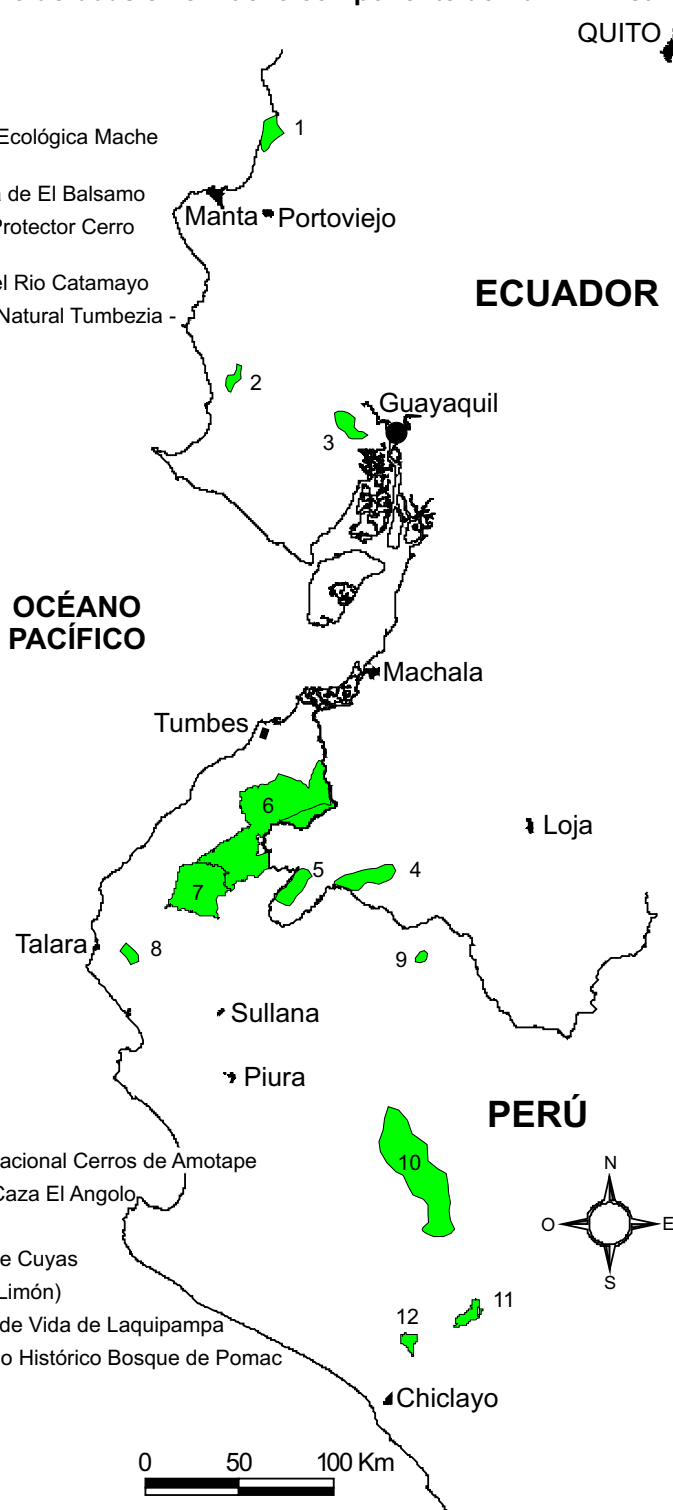 QUITO
Ecológica Mache
1
de El Balsamo
Protector Cerro
Manta
Portoviejo
el Rio Catamayo
Natural Tumbezia -
ECUADOR
2
Guayaquil
3
OCÉANO
PACÍFICO
Machala
Tumbes
6
Loja
5
4
7
Talara
8
9
Sullana
Piura
PERÚ
acional Cerros de Amotape
10
Caza El Angolo
N
O
E
S
e Cuyas
Limón)
de Vida de Laquipampa
o Histórico Bosque de Pomac
11
12
Chiclayo
0 50 100 Km